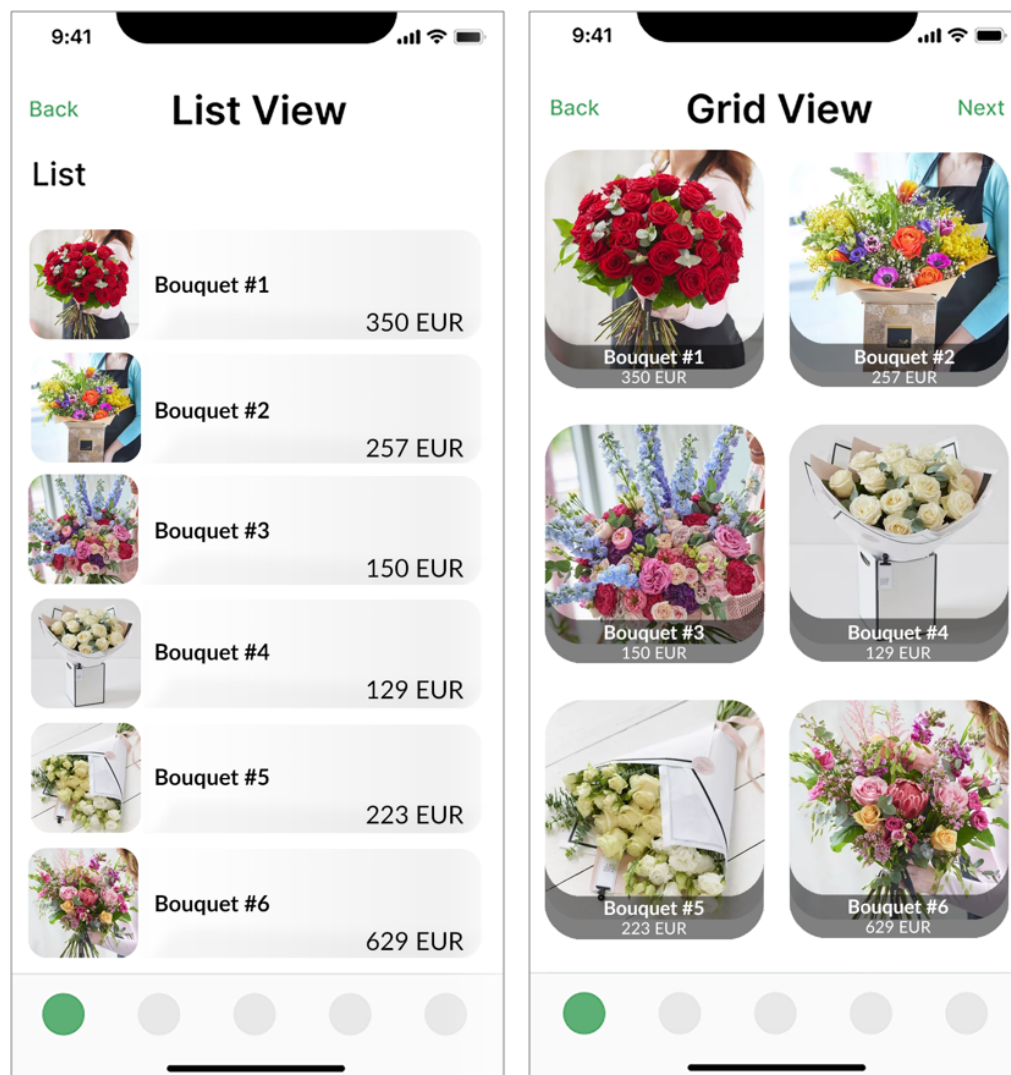 9:41
Back
List View
List
Bouquet #1
350 EUR
Bouquet #2
257 EUR
Bouquet #3
150 EUR
Bouquet #4
129 EUR
Bouquet #5
223 EUR
Bouquet #6
629 EUR
9:41
Back
Grid View
Next
Bouquet #1
350 EUR
Bouquet #2
257 EUR
Bouquet #3
150 EUR
Bouquet #4
129 EUR
Bouquet #5
223 EUR
Bouquet #6
629 EUR